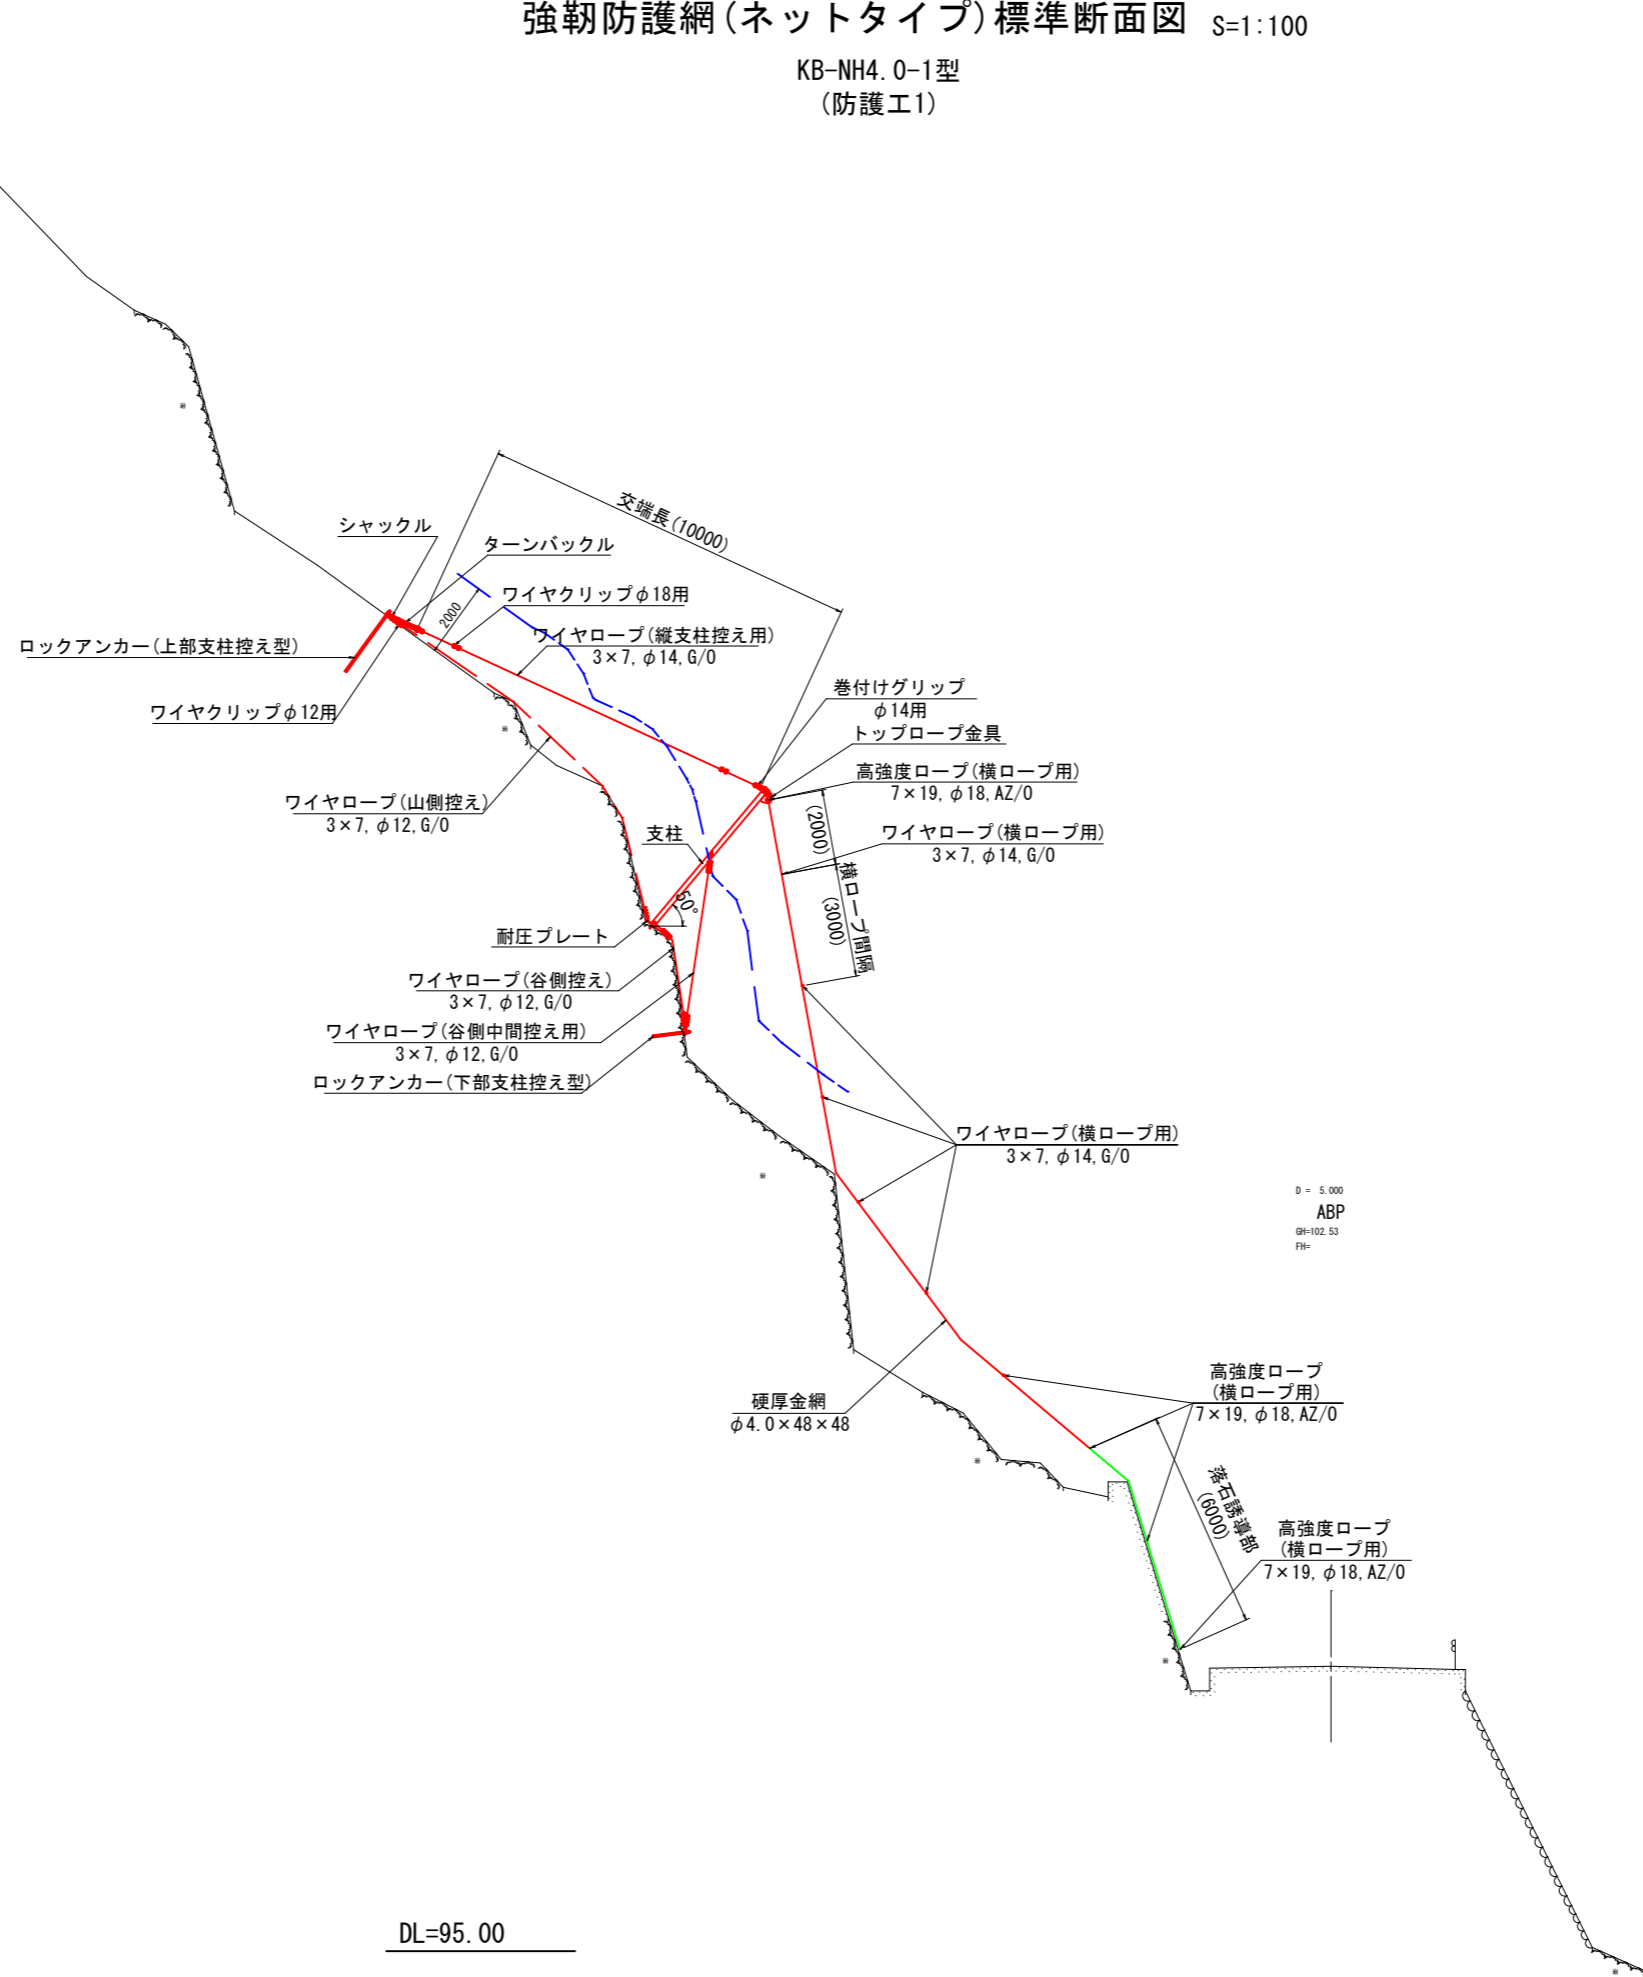 強靭防護網(ネットタイプ)標準断面図 S=1:100
KB-NH4.0-1型
(防護工1)
交端長(10000)
シャックル
ターンバックル
2000
ワイヤクリップφ18用
ワイヤロープ(縦支柱控え用)
3×7,φ14,G/O
ロックアンカー(上部支柱控え型)
ワイヤクリップφ12用
巻付けグリップ
φ14用
トップロープ金具
高強度ロープ(横ロープ用)
7×19,φ18,AZ/O
ワイヤロープ(山側控え)
3×7,φ12,G/O
(2000)
支柱
ワイヤロープ(横ロープ用)
3×7,φ14,G/O
横ロープ間隔
(3000)
50°
耐圧プレート
ワイヤロープ(谷側控え)
3×7,φ12,G/O
ワイヤロープ(谷側中間控え用)
3×7,φ12,G/O
ロックアンカー(下部支柱控え型)
ワイヤロープ(横ロープ用)
3×7,φ14,G/O
D = 5.000
ABP
GH=102.53
FH=
硬厚金網
φ4.0×48×48
高強度ロープ
(横ロープ用)
7×19,φ18,AZ/O
落石誘導部
(6000)
高強度ロープ
(横ロープ用)
7×19,φ18,AZ/O
DL=95.00